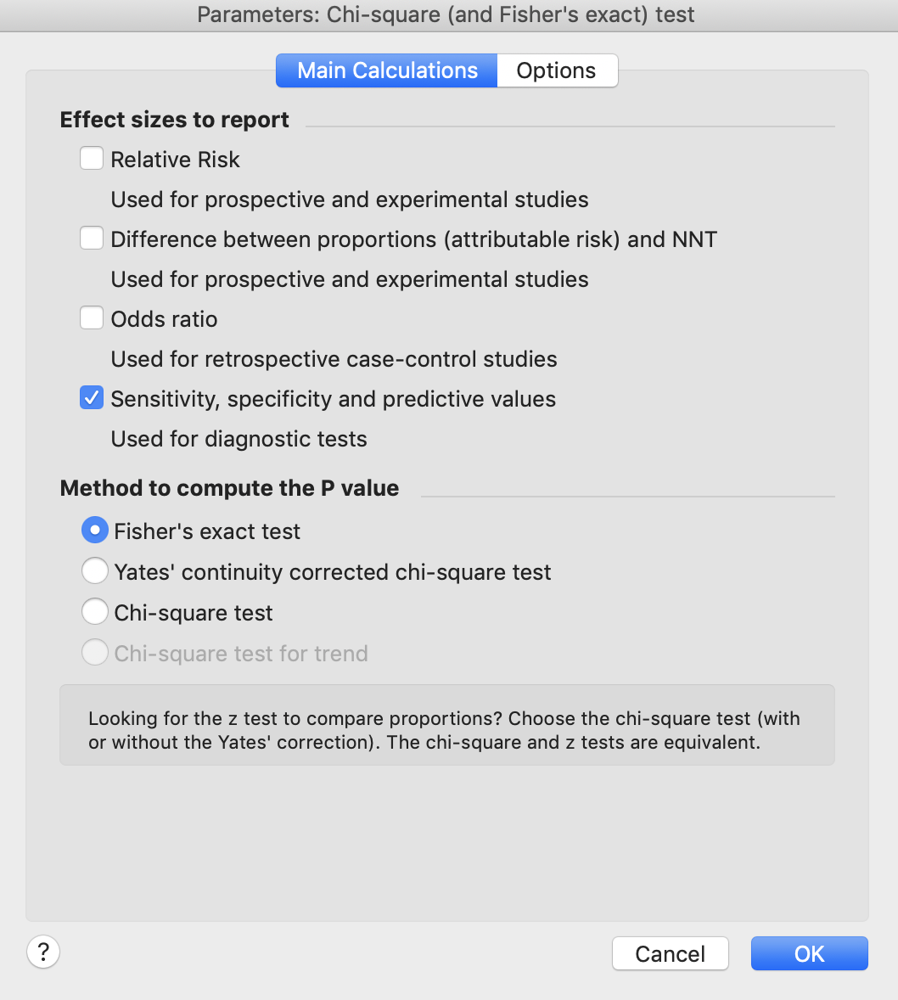 Parameters: Chi-square (and Fisher's exact) test
Main Calculations
Options
Effect sizes to report
Relative Risk
Used for prospective and experimental studies
Difference between proportions (attributable risk) and NNT
Used for prospective and experimental studies
Odds ratio
Used for retrospective case-control studies
Sensitivity, specificity and predictive values
Used for diagnostic tests
Method to compute the P value
Fisher's exact test
Yates' continuity corrected chi-square test
Chi-square test
Chi-square test for trend
Looking for the z test to compare proportions? Choose the chi-square test (with
or without the Yates' correction). The chi-square and z tests are equivalent.
?
Cancel
OK